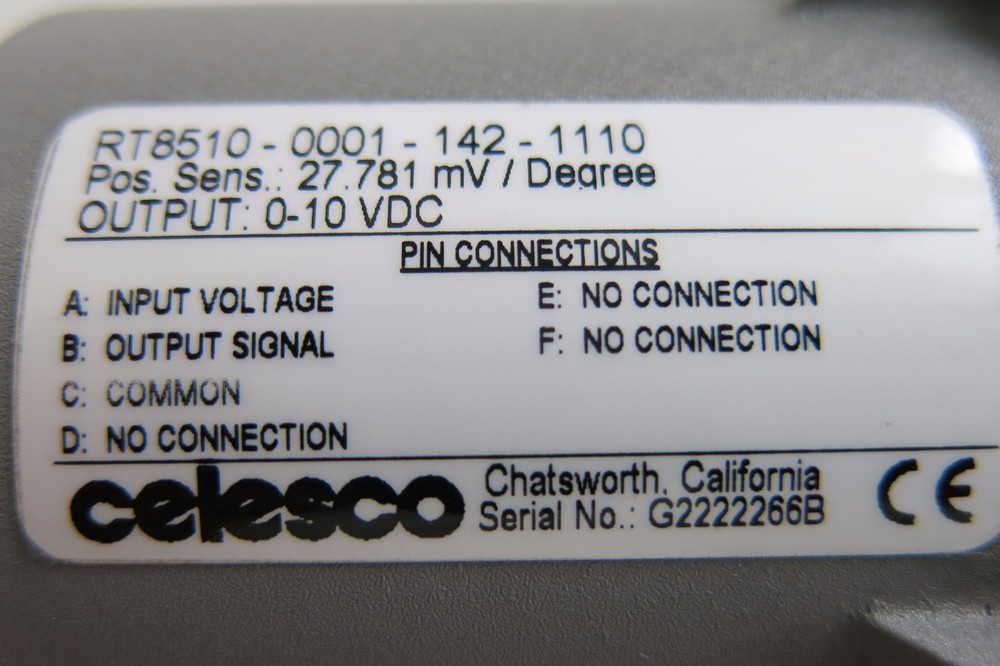 RT8510 - 0001 - 142 - 1110
Pos. Sens.: 27.781 mV / Degree
OUTPUT: 0-10 VDC
PIN CONNECTIONS
A: INPUT VOLTAGE
B: OUTPUT SIGNAL
C: COMMON
D: NO CONNECTION
E: NO CONNECTION
F: NO CONNECTION
celesco
Chatsworth, California
Serial No.: G2222266B
CE